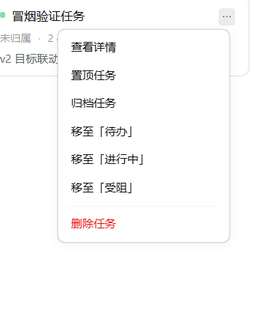 冒烟验证任务
未归属 · 2
v2 目标联动
查看详情
置顶任务
归档任务
移至「待办」
移至「进行中」
移至「受阻」
删除任务